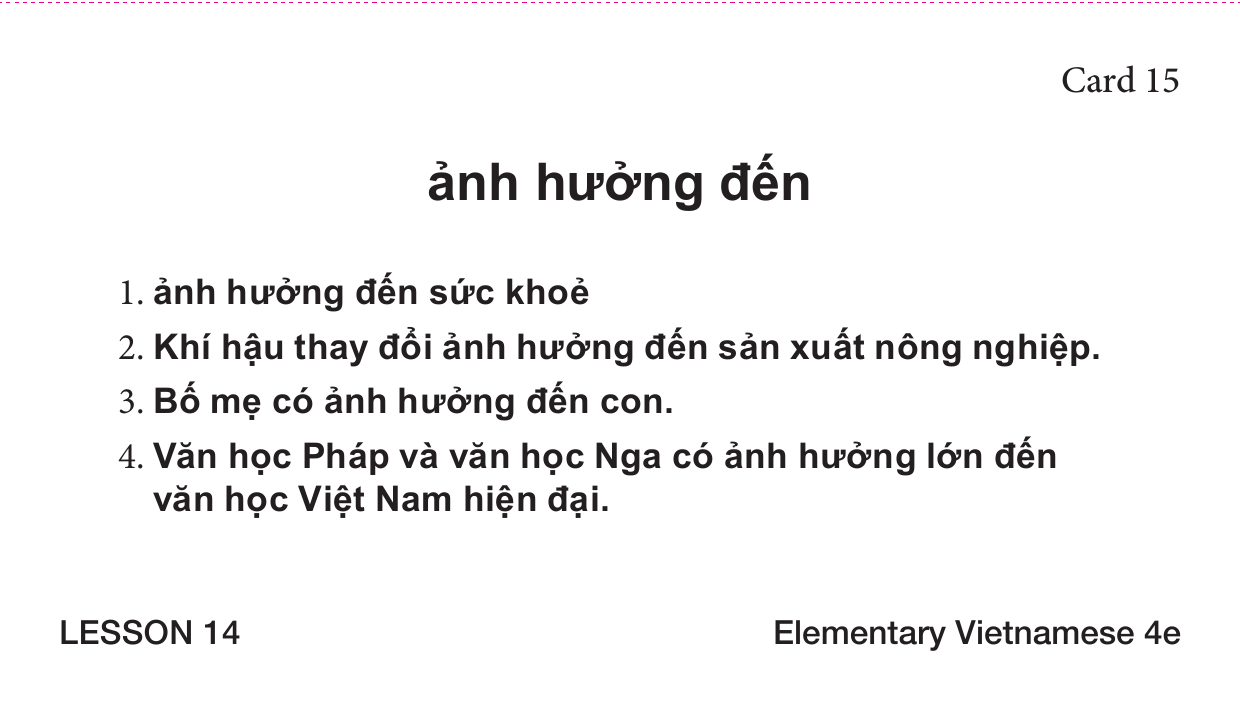 Card 15
ảnh hưởng đến
1. ảnh hưởng đến sức khoẻ
2. Khí hậu thay đổi ảnh hưởng đến sản xuất nông nghiệp.
3. Bố mẹ có ảnh hưởng đến con.
4. Văn học Pháp và văn học Nga có ảnh hưởng lớn đến
văn học Việt Nam hiện đại.
LESSON 14
Elementary Vietnamese 4e